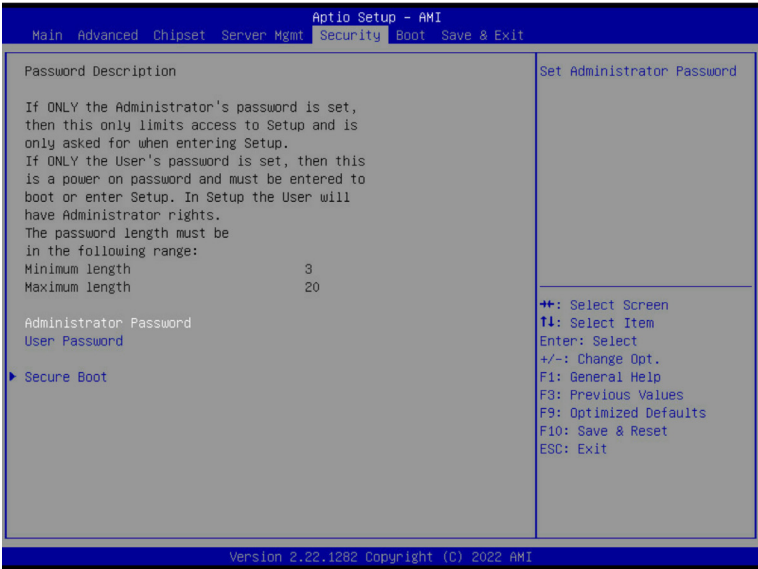 Aptio Setup - AMI
Main Advanced Chipset Server Mgmt Security Boot Save & Exit
Password Description
If ONLY the Administrator's password is set,
then this only limits access to Setup and is
only asked for when entering Setup.
If ONLY the User's password is set, then this
is a power on password and must be entered to
boot or enter Setup. In Setup the User will
have Administrator rights.
The password length must be
in the following range:
Minimum length 3
Maximum length 20
Administrator Password
User Password
Secure Boot
Set Administrator Password
→←: Select Screen
↑↓: Select Item
Enter: Select
+/-: Change Opt.
F1: General Help
F3: Previous Values
F9: Optimized Defaults
F10: Save & Reset
ESC: Exit
Version 2.22.1282 Copyright (C) 2022 AMI